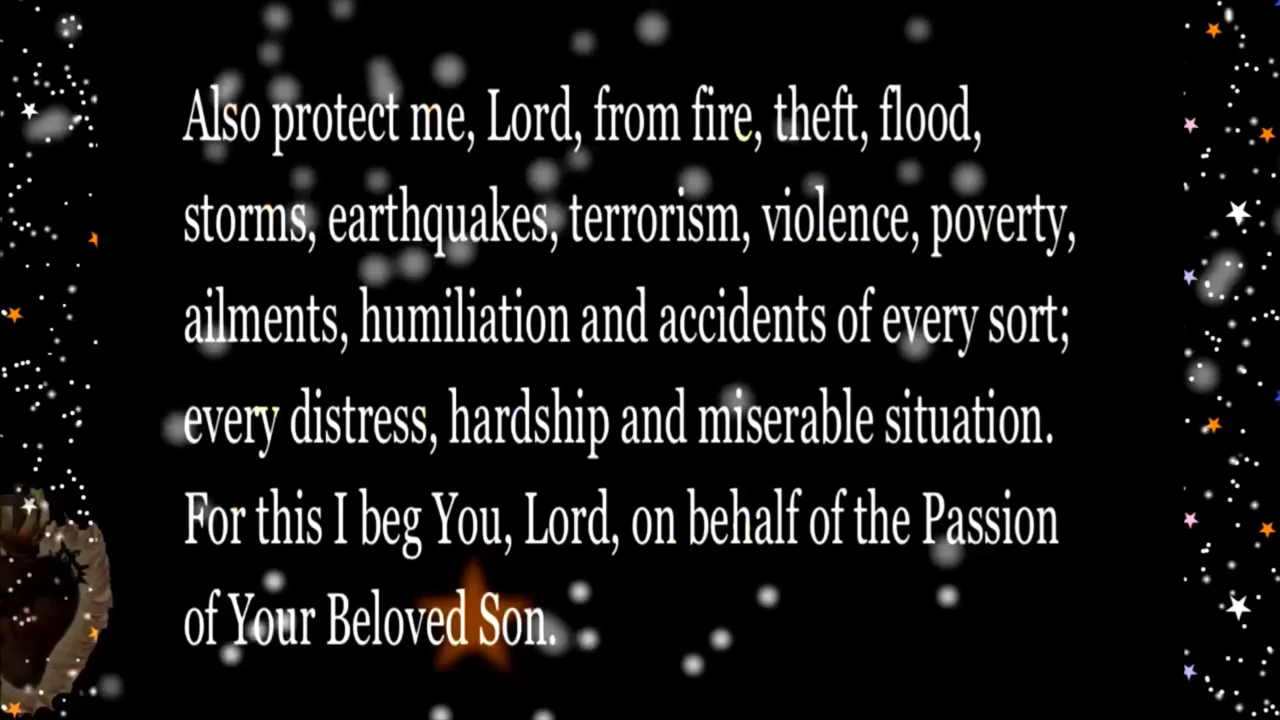 Also protect me, Lord, from fire, theft, flood,
storms, earthquakes, terrorism, violence, poverty,
ailments, humiliation and accidents of every sort;
every distress, hardship and miserable situation.
For this I beg You, Lord, on behalf of the Passion
of Your Beloved Son.